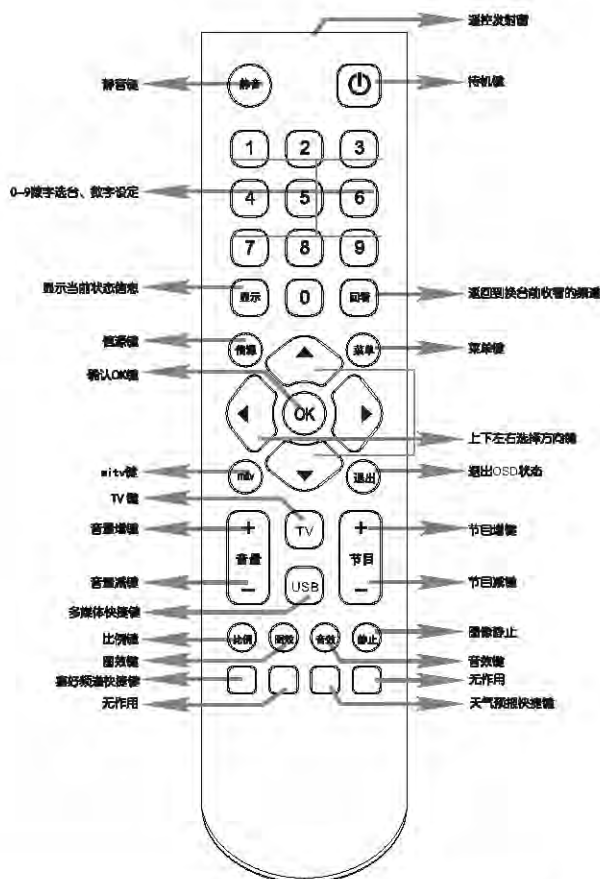 遥控发射窗
静音键
静音
待机键
1 2 3
0-9数字选台、数字设定
4 5 6
7 8 9
显示当前状态信息
显示
0
回看
返回到换台前收看的频道
信源键
信源
菜单
菜单键
确认OK键
OK
上下左右选择方向键
mitv键
mitv
退出
退出OSD状态
TV键
TV
音量增键
+
音量
-
+
节目
-
节目增键
音量减键
节目减键
USB
多媒体快捷键
比例键
比例
图效
音效
静止
图像静止
图效键
音效键
喜好频道快捷键
无作用
无作用
天气预报快捷键